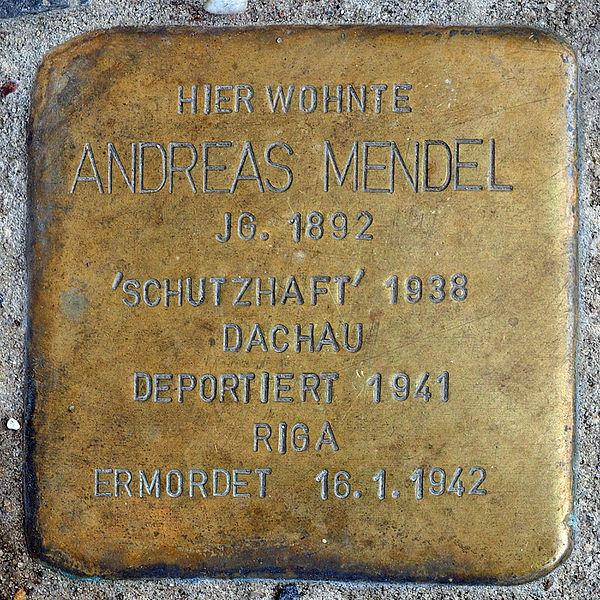 HIER WOHNTE
ANDREAS MENDEL
JG. 1892
'SCHUTZHAFT' 1938
DACHAU
DEPORTIERT 1941
RIGA
ERMORDET 16.1.1942